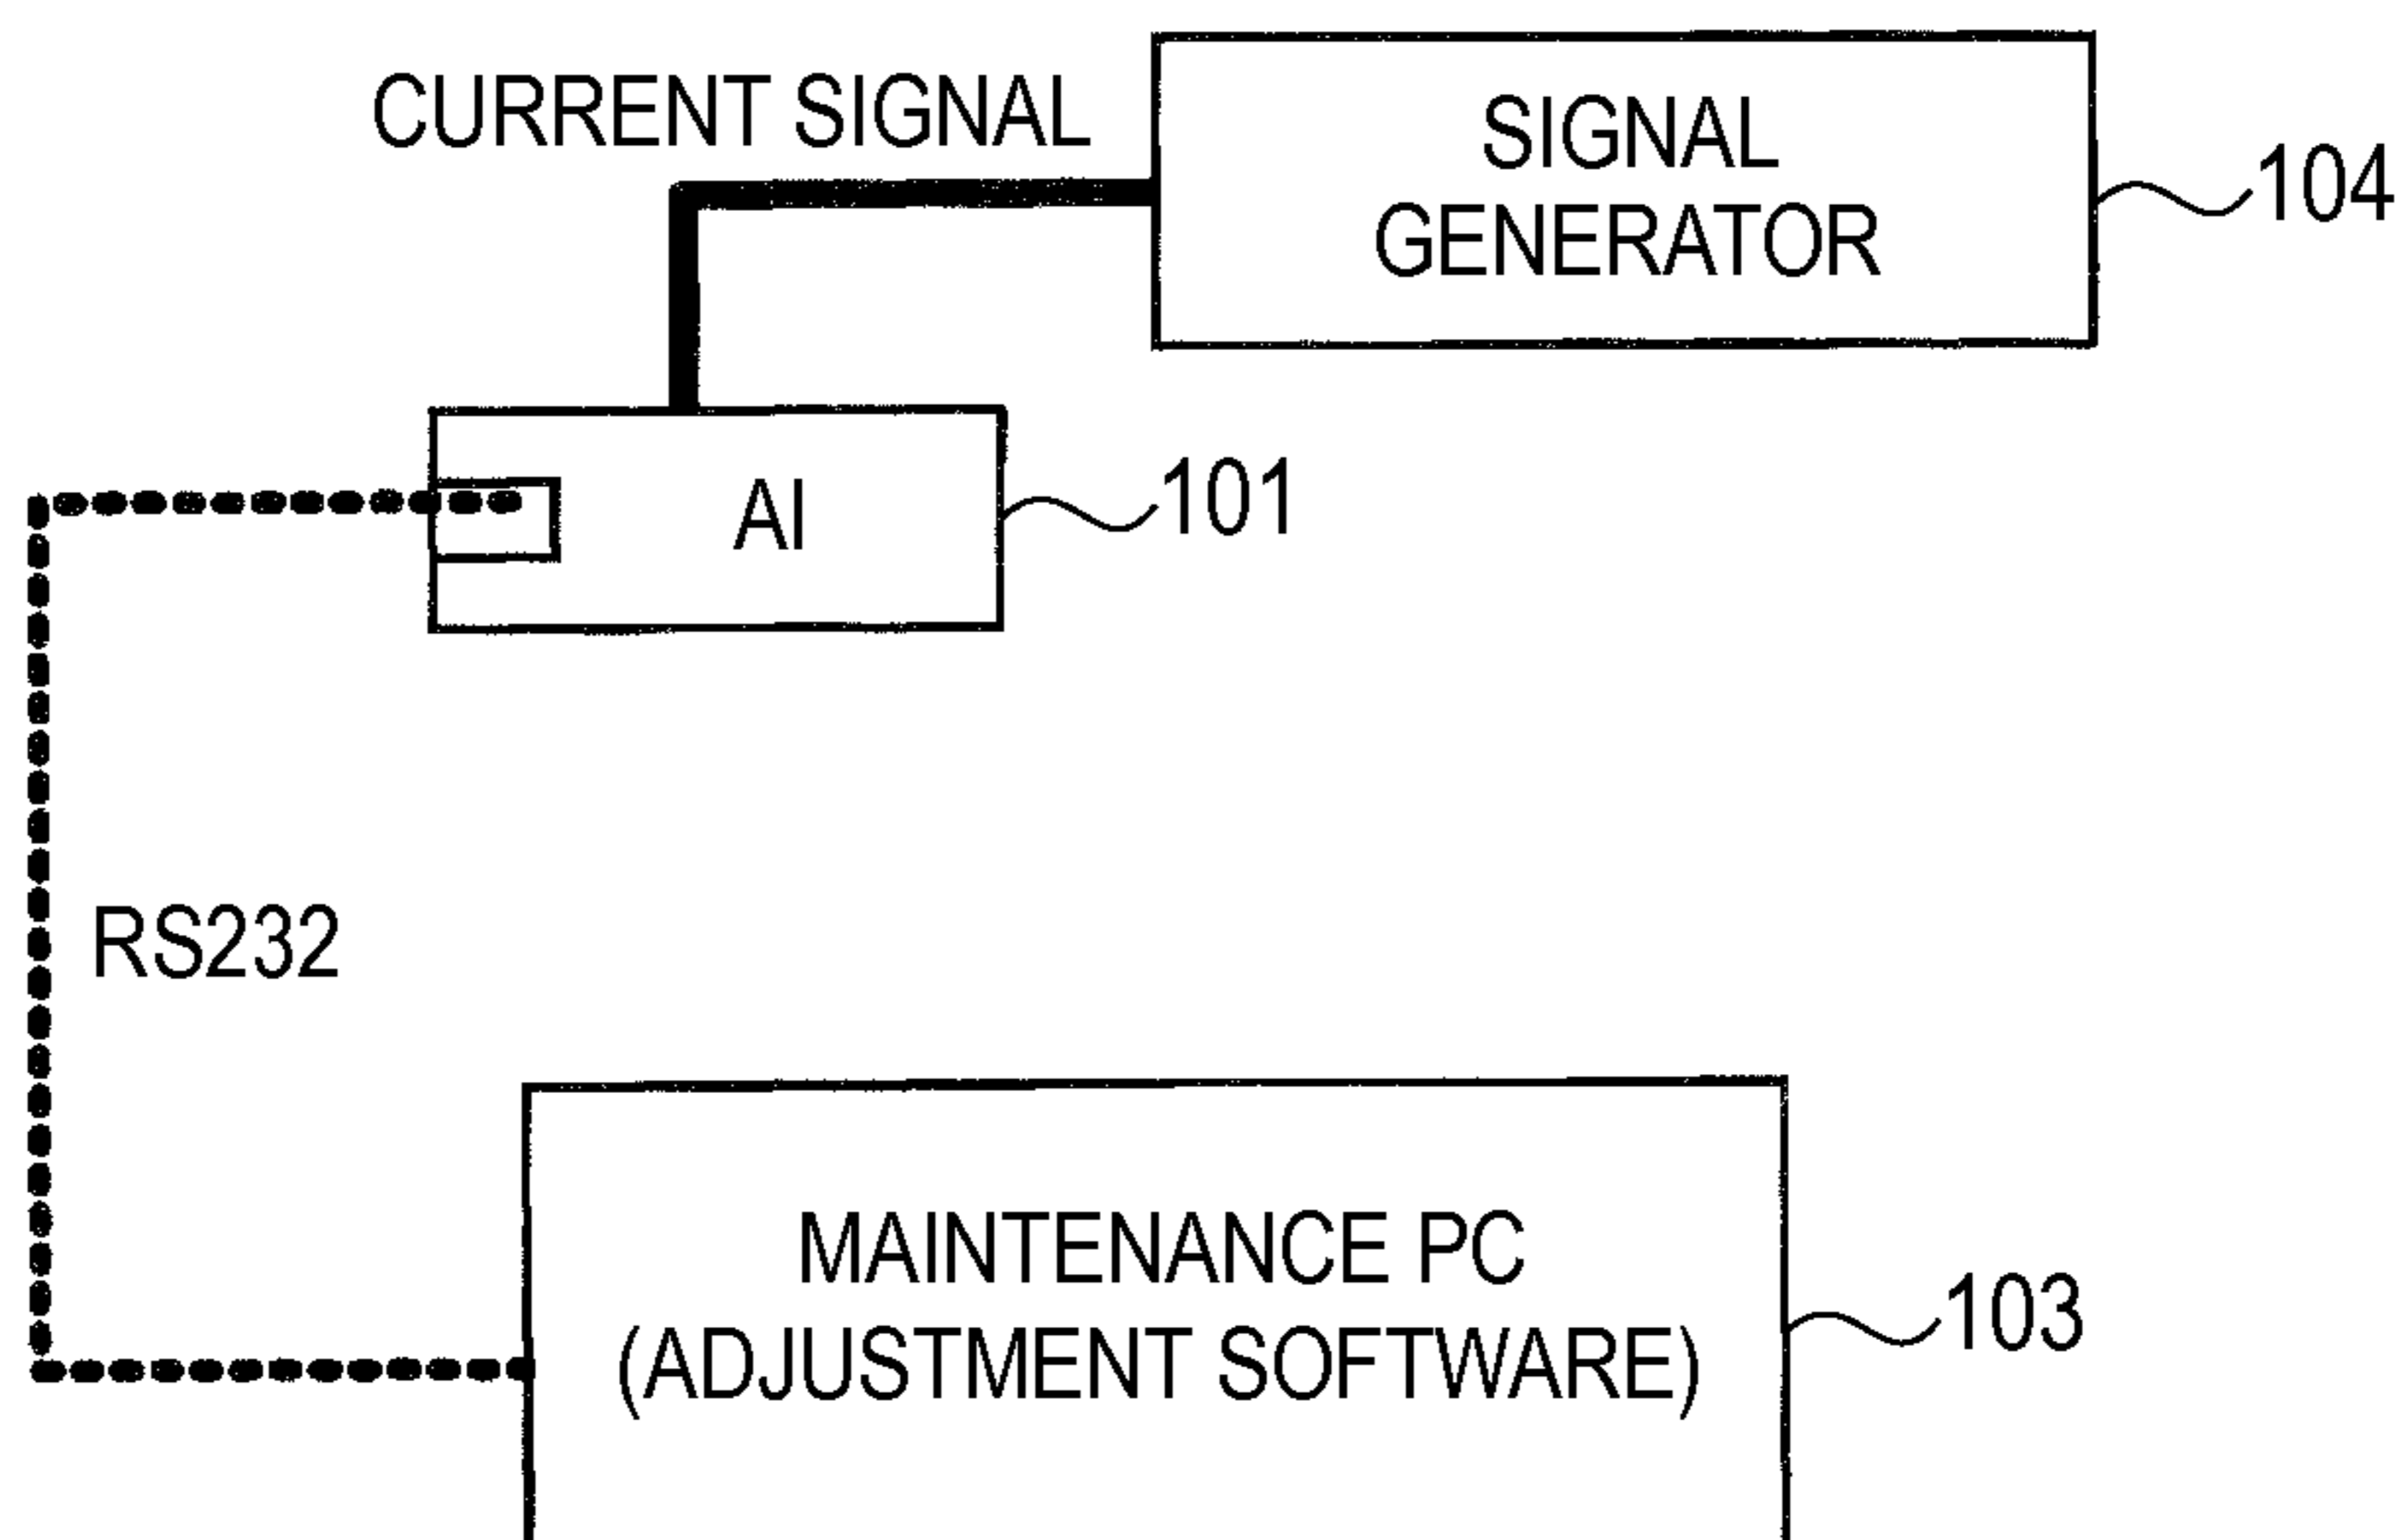 CURRENT SIGNAL
SIGNAL
GENERATOR
104
AI
101
RS232
MAINTENANCE PC
(ADJUSTMENT SOFTWARE)
103